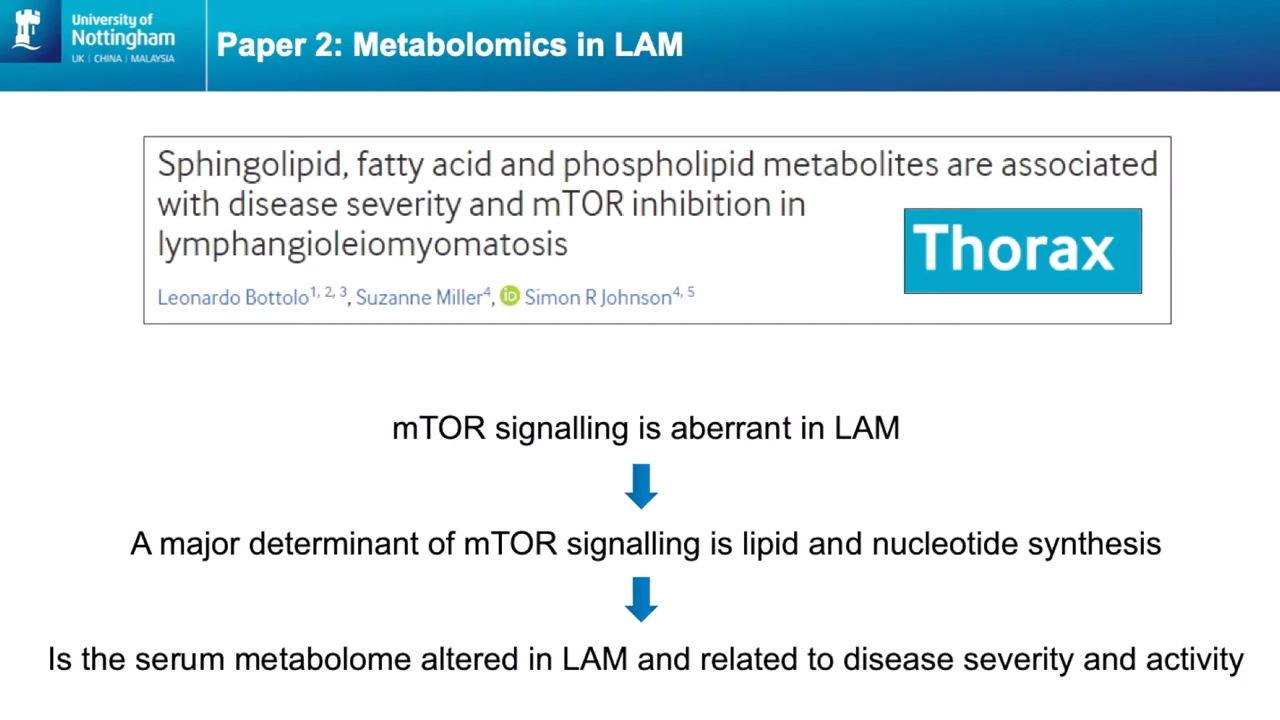 University of
Nottingham
UK | CHINA | MALAYSIA
Paper 2: Metabolomics in LAM
Sphingolipid, fatty acid and phospholipid metabolites are associated
with disease severity and mTOR inhibition in
lymphangioleiomyomatosis
Thorax
Leonardo Bottolo1, 2, 3, Suzanne Miller4, iD Simon R Johnson4, 5
mTOR signalling is aberrant in LAM
A major determinant of mTOR signalling is lipid and nucleotide synthesis
Is the serum metabolome altered in LAM and related to disease severity and activity